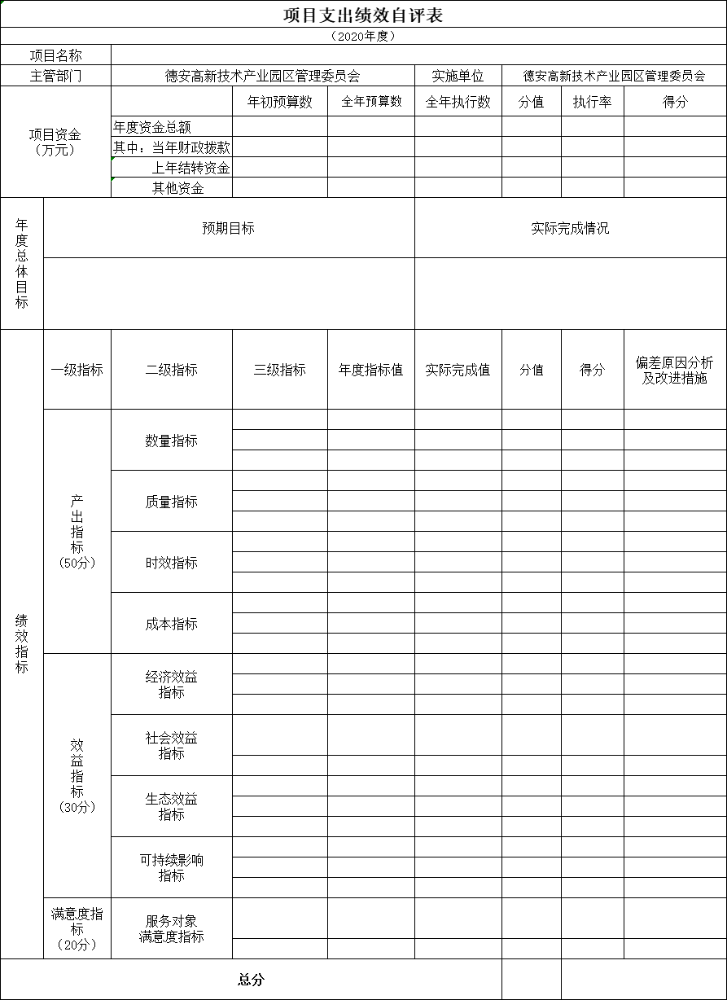 项目支出绩效自评表
（2020年度）
项目名称
主管部门 德安高新技术产业园区管理委员会 实施单位 德安高新技术产业园区管理委员会
项目资金
（万元）
年初预算数 全年预算数 全年执行数 分值 执行率 得分
年度资金总额
其中：当年财政拨款
上年结转资金
其他资金
年度总体目标
预期目标 实际完成情况
绩效指标
一级指标 二级指标 三级指标 年度指标值 实际完成值 分值 得分 偏差原因分析
及改进措施
产出指标
（50分）
数量指标
质量指标
时效指标
成本指标
效益指标
（30分）
经济效益
指标
社会效益
指标
生态效益
指标
可持续影响
指标
满意度指
标
（20分）
服务对象
满意度指标
总分